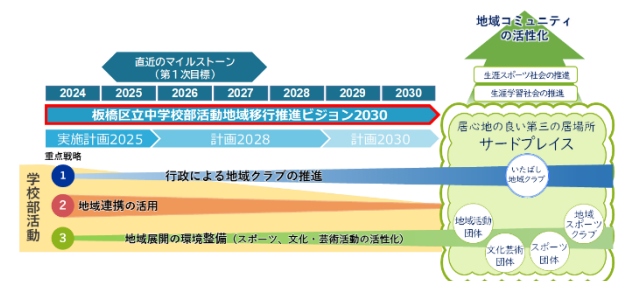 地域コミュニティ
の活性化
直近のマイルストーン
(第1次目標)
2024 2025 2026 2027 2028 2029 2030
生涯スポーツ社会の推進
生涯学習社会の推進
板橋区立中学校部活動地域移行推進ビジョン2030
実施計画2025 計画2028 計画2030
重点戦略
居心地の良い第三の居場所
サードプレイス
学校部活動
1 行政による地域クラブの推進
いたばし
地域クラブ
2 地域連携の活用
3 地域展開の環境整備(スポーツ、文化・芸術活動の活性化)
地域活動
団体
文化芸術
団体
スポーツ
団体
地域
スポーツ
クラブ